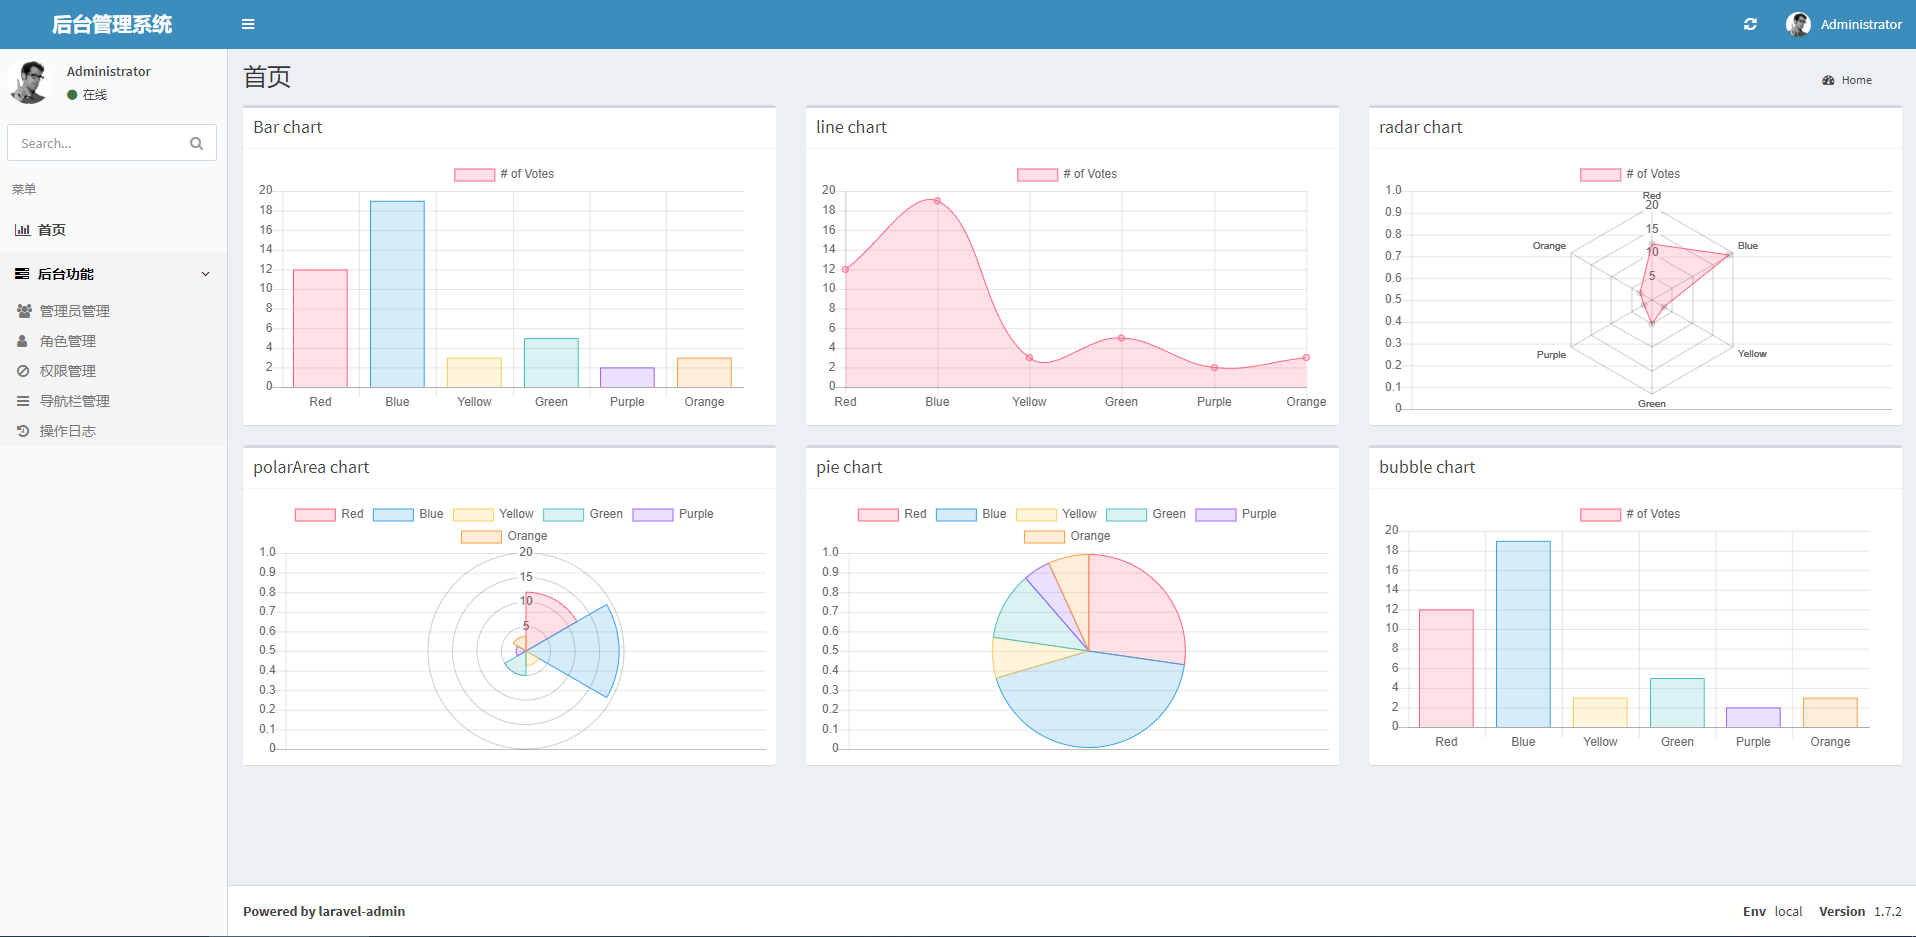 后台管理系统
Administrator
Administrator
在线
Search...
菜单
首页
后台功能
管理员管理
角色管理
权限管理
导航栏管理
操作日志
首页
Home
Bar chart
# of Votes
20
18
16
14
12
10
8
6
4
2
0
Red Blue Yellow Green Purple Orange
line chart
# of Votes
20
18
16
14
12
10
8
6
4
2
0
Red Blue Yellow Green Purple Orange
radar chart
# of Votes
1.0
0.9
0.8
0.7
0.6
0.5
0.4
0.3
0.2
0.1
0
Red
20
15
10
5
Orange Blue
Purple Yellow
Green
polarArea chart
Red Blue Yellow Green Purple
Orange
1.0
0.9
0.8
0.7
0.6
0.5
0.4
0.3
0.2
0.1
0
20
15
10
5
pie chart
Red Blue Yellow Green Purple
Orange
1.0
0.9
0.8
0.7
0.6
0.5
0.4
0.3
0.2
0.1
0
bubble chart
# of Votes
20
18
16
14
12
10
8
6
4
2
0
Red Blue Yellow Green Purple Orange
Powered by laravel-admin
Env local Version 1.7.2